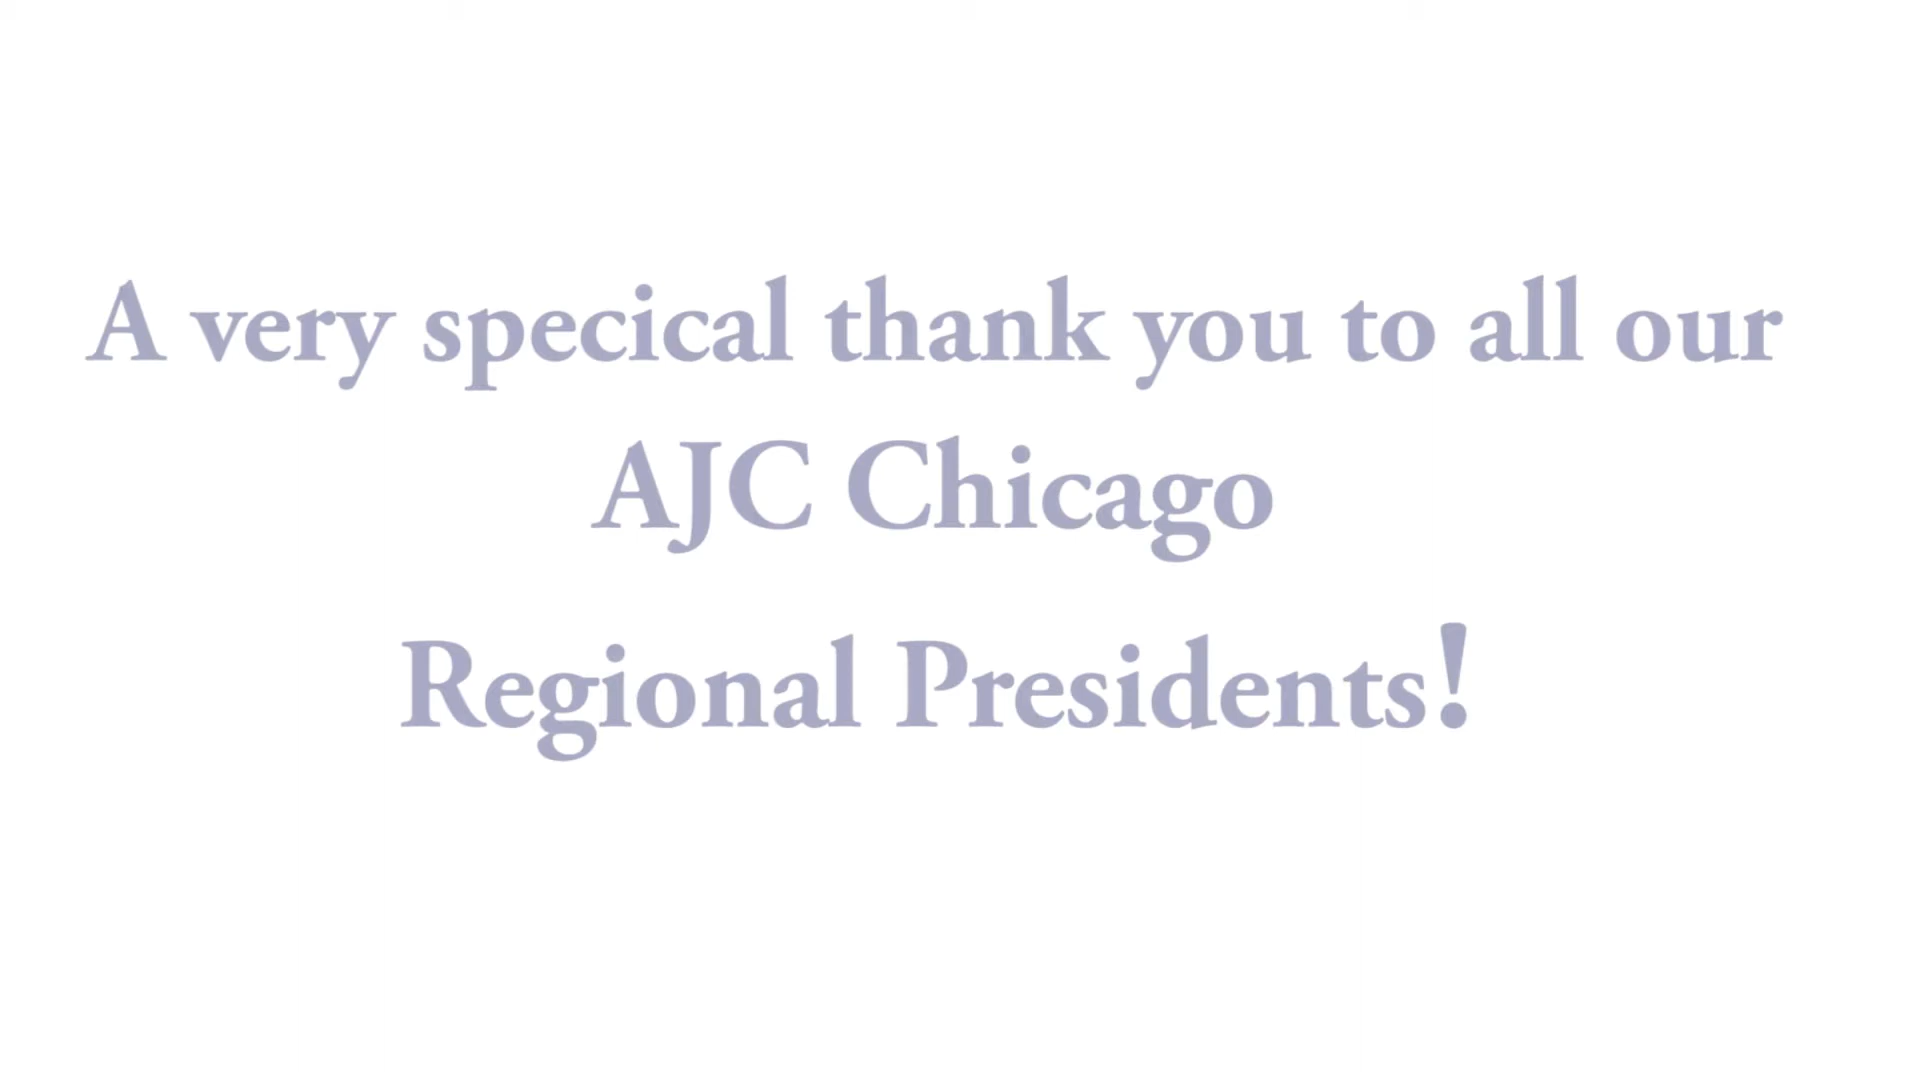 A very specical thank you to all our
AJC Chicago
Regional Presidents!